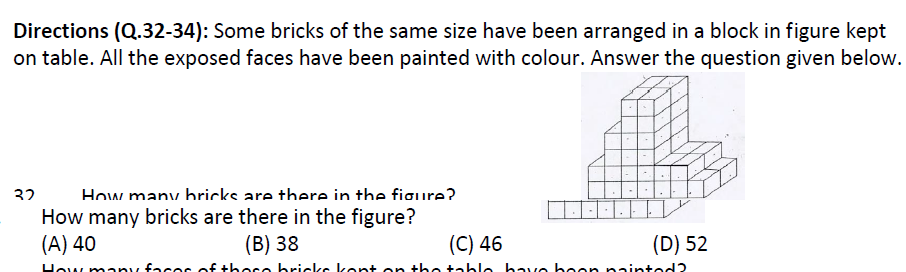 Directions (Q.32-34): Some bricks of the same size have been arranged in a block in figure kept
on table. All the exposed faces have been painted with colour. Answer the question given below.
32 How many bricks are there in the figure?
How many bricks are there in the figure?
(A) 40 (B) 38 (C) 46 (D) 52
How many faces of these bricks kept on the table, have been painted?